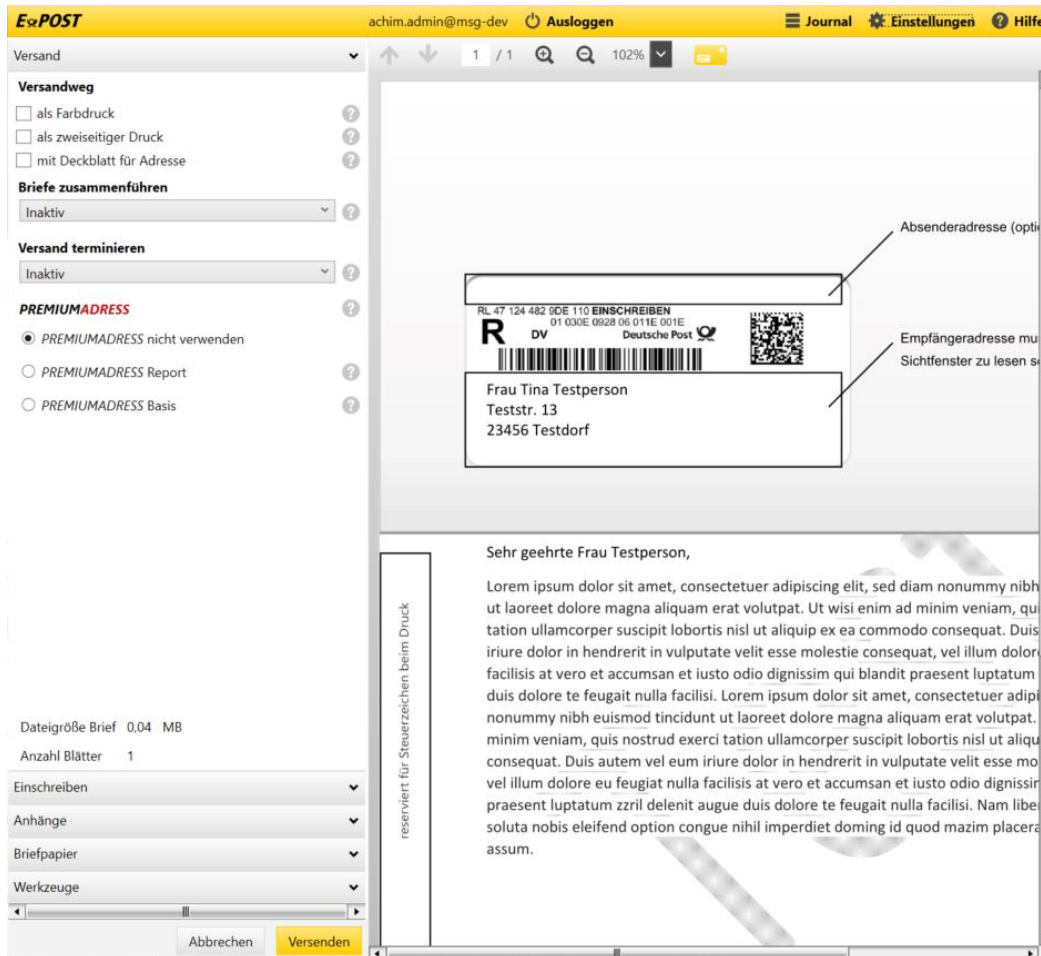 E POST
achim.admin@msg-dev Ausloggen Journal Einstellungen Hilfe
Versand
1 / 1 102%
Versandweg
als Farbdruck
als zweiseitiger Druck
mit Deckblatt für Adresse
Briefe zusammenführen
Inaktiv
Versand terminieren
Inaktiv
PREMIUMADRESS
PREMIUMADRESS nicht verwenden
PREMIUMADRESS Report
PREMIUMADRESS Basis
Dateigröße Brief 0,04 MB
Anzahl Blätter 1
Einschreiben
Anhänge
Briefpapier
Werkzeuge
Abbrechen Versenden
Absenderadresse (opti
RL 47 124 482 9DE 110 EINSCHREIBEN
01 030E 0928 06 011E 001E
R DV Deutsche Post
Empfängeradresse mu
Sichtfenster zu lesen s
Frau Tina Testperson
Teststr. 13
23456 Testdorf
reserviert für Steuerzeichen beim Druck
Sehr geehrte Frau Testperson,
Lorem ipsum dolor sit amet, consectetuer adipiscing elit, sed diam nonummy nibh
ut laoreet dolore magna aliquam erat volutpat. Ut wisi enim ad minim veniam, qui
tation ullamcorper suscipit lobortis nisl ut aliquip ex ea commodo consequat. Duis
iriure dolor in hendrerit in vulputate velit esse molestie consequat, vel illum dolor
facilisis at vero et accumsan et iusto odio dignissim qui blandit praesent luptatum
duis dolore te feugait nulla facilisi. Lorem ipsum dolor sit amet, consectetuer adipi
nonummy nibh euismod tincidunt ut laoreet dolore magna aliquam erat volutpat.
minim veniam, quis nostrud exerci tation ullamcorper suscipit lobortis nisl ut aliqu
consequat. Duis autem vel eum iriure dolor in hendrerit in vulputate velit esse mo
vel illum dolore eu feugiat nulla facilisis at vero et accumsan et iusto odio dignissim
praesent luptatum zzril delenit augue duis dolore te feugait nulla facilisi. Nam libe
soluta nobis eleifend option congue nihil imperdiet doming id quod mazim placera
assum.